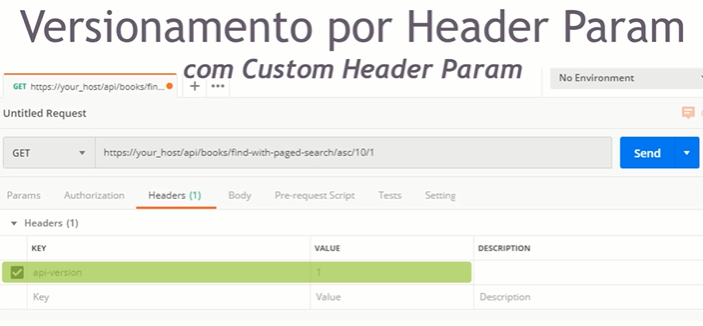 Versionamento por Header Param
com Custom Header Param
GET https://your_host/api/books/fin... + ••• No Environment
Untitled Request
GET https://your_host/api/books/find-with-paged-search/asc/10/1 Send
Params Authorization Headers (1) Body Pre-request Script Tests Setting
Headers (1)
KEY VALUE DESCRIPTION
api-version 1
Key Value Description